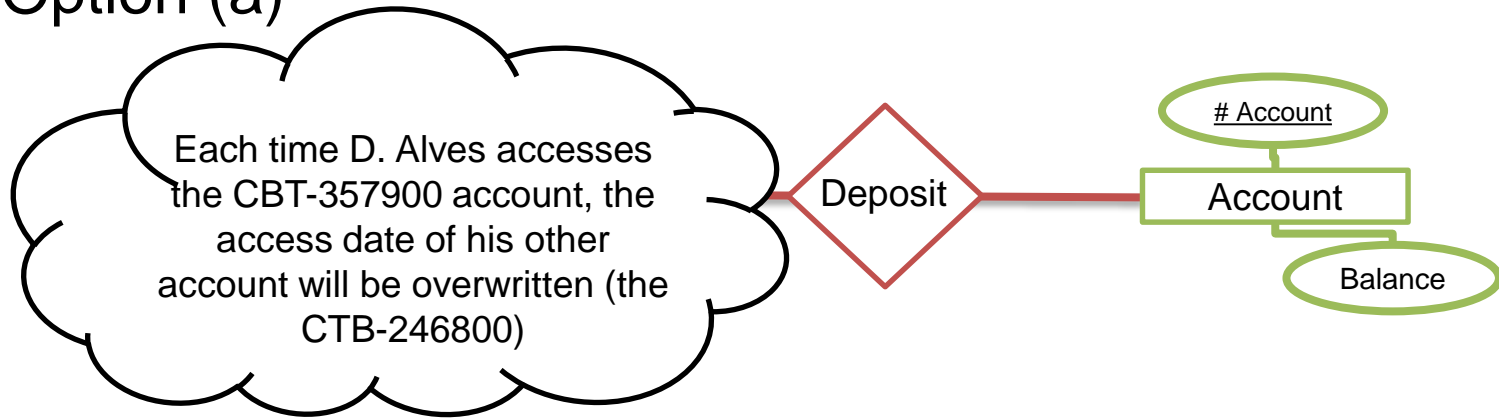 Option (a)
Each time D. Alves accesses
the CBT-357900 account, the
access date of his other
account will be overwritten (the
CTB-246800)
Deposit
# Account
Account
Balance